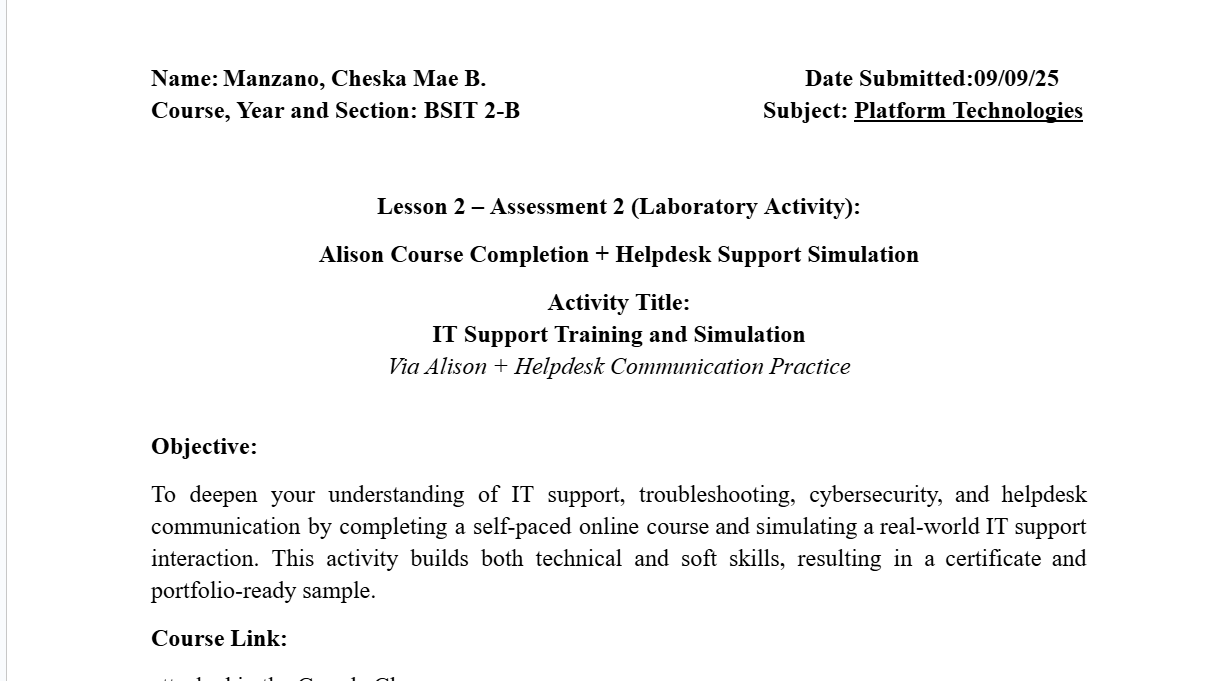 Name: Manzano, Cheska Mae B. Date Submitted:09/09/25
Course, Year and Section: BSIT 2-B Subject: Platform Technologies
Lesson 2 – Assessment 2 (Laboratory Activity):
Alison Course Completion + Helpdesk Support Simulation
Activity Title:
IT Support Training and Simulation
Via Alison + Helpdesk Communication Practice
Objective:
To deepen your understanding of IT support, troubleshooting, cybersecurity, and helpdesk
communication by completing a self-paced online course and simulating a real-world IT support
interaction. This activity builds both technical and soft skills, resulting in a certificate and
portfolio-ready sample.
Course Link: